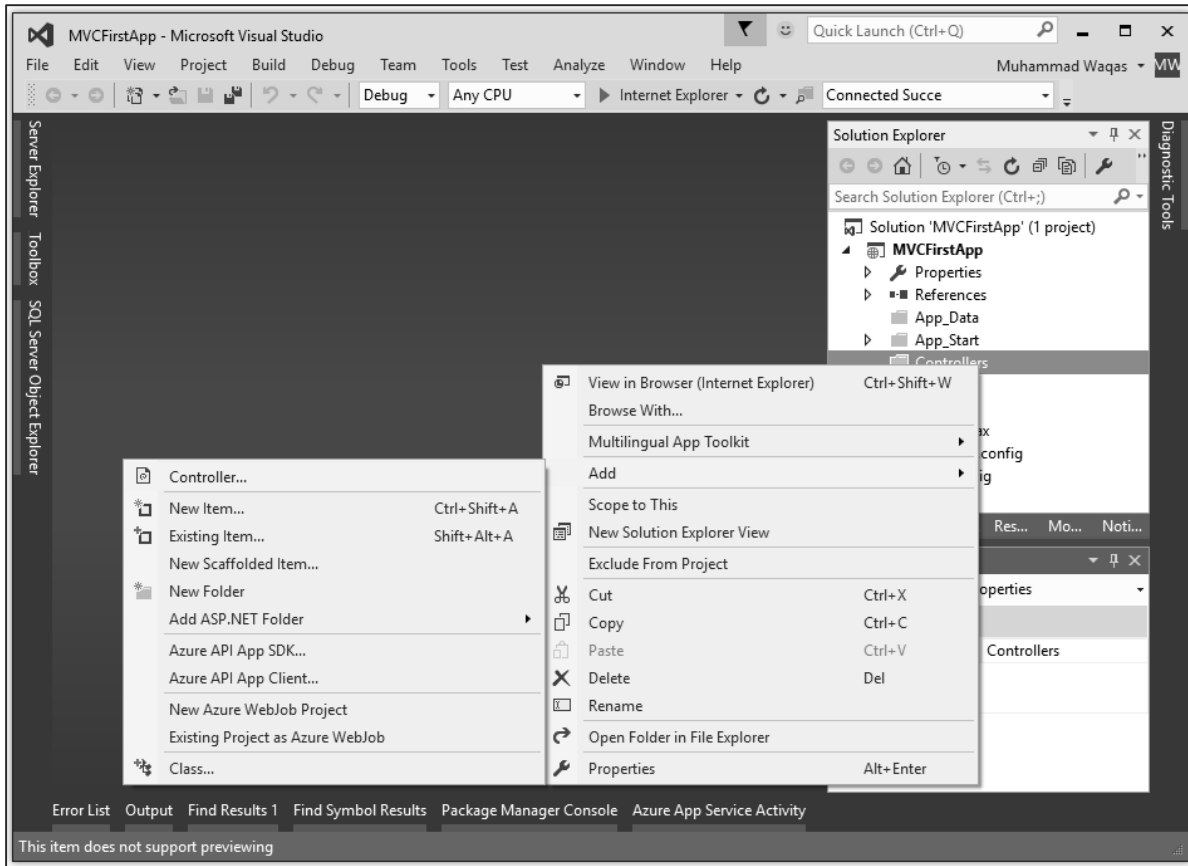 MVCFirstApp - Microsoft Visual Studio
Quick Launch (Ctrl+Q)
File Edit View Project Build Debug Team Tools Test Analyze Window Help
Muhammad Waqas MW
Debug Any CPU Internet Explorer Connected Succe
Server Explorer
Toolbox
SQL Server Object Explorer
Solution Explorer
Search Solution Explorer (Ctrl+;)
Solution 'MVCFirstApp' (1 project)
MVCFirstApp
Properties
References
App_Data
App_Start
Controllers
ax
config
ig
Res... Mo... Noti...
operties
Controllers
Diagnostic Tools
View in Browser (Internet Explorer) Ctrl+Shift+W
Browse With...
Multilingual App Toolkit
Add
Scope to This
New Solution Explorer View
Exclude From Project
Cut Ctrl+X
Copy Ctrl+C
Paste Ctrl+V
Delete Del
Rename
Open Folder in File Explorer
Properties Alt+Enter
Controller...
New Item... Ctrl+Shift+A
Existing Item... Shift+Alt+A
New Scaffolded Item...
New Folder
Add ASP.NET Folder
Azure API App SDK...
Azure API App Client...
New Azure WebJob Project
Existing Project as Azure WebJob
Class...
Error List Output Find Results 1 Find Symbol Results Package Manager Console Azure App Service Activity
This item does not support previewing